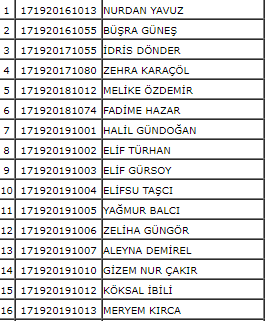 1 171920161013 NURDAN YAVUZ
2 171920161055 BÜŞRA GÜNEŞ
3 171920171055 İDRİS DÖNDER
4 171920171080 ZEHRA KARAÇÖL
5 171920181012 MELİKE ÖZDEMİR
6 171920181074 FADİME HAZAR
7 171920191001 HALİL GÜNDOĞAN
8 171920191002 ELİF TÜRHAN
9 171920191003 ELİF GÜRSOY
10 171920191004 ELİFSU TAŞCI
11 171920191005 YAĞMUR BALCI
12 171920191006 ZELİHA GÜNGÖR
13 171920191007 ALEYNA DEMİREL
14 171920191010 GİZEM NUR ÇAKIR
15 171920191012 KÖKSAL İBİLİ
16 171920191013 MERYEM KIRCA